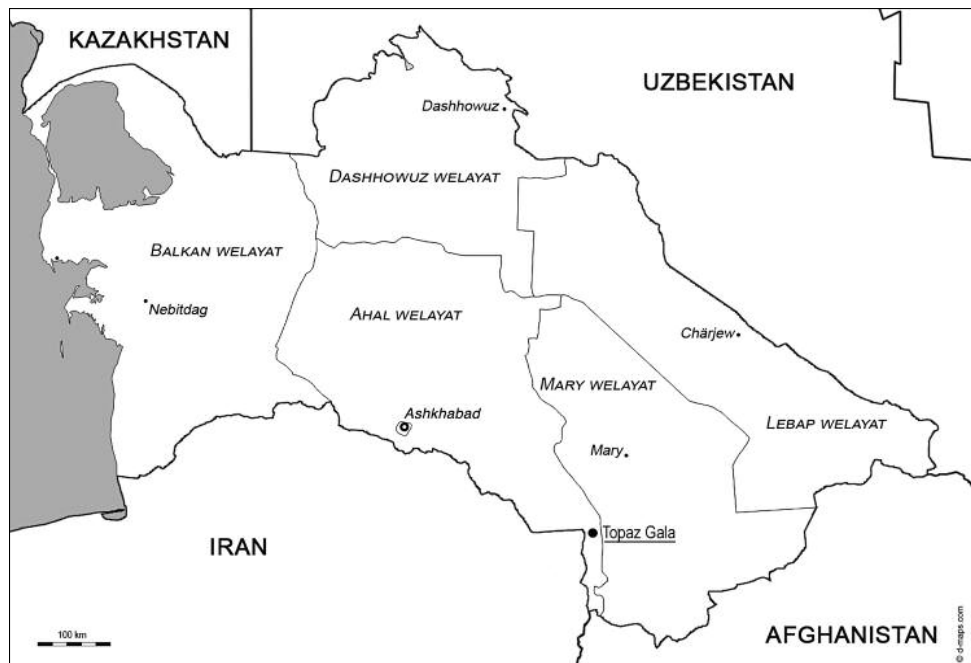 KAZAKHSTAN
UZBEKISTAN
Dashhowuz
DASHHOWUZ WELAYAT
BALKAN WELAYAT
Nebitdag
AHAL WELAYAT
Chärjew
MARY WELAYAT
Ashkhabad
LEBAP WELAYAT
Mary
Topaz Gala
IRAN
100 km
AFGHANISTAN
© d-maps.com